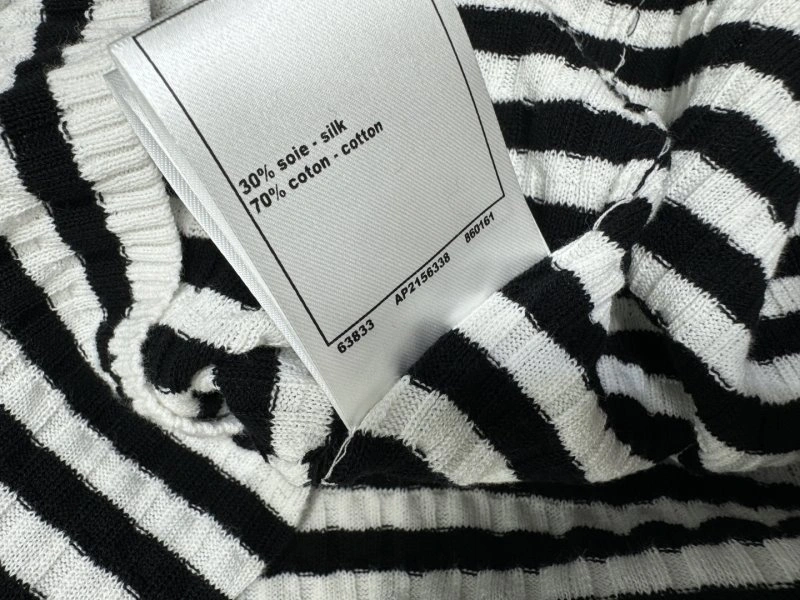 30% soie - silk
70% coton - cotton
63833 AP2156338 860161